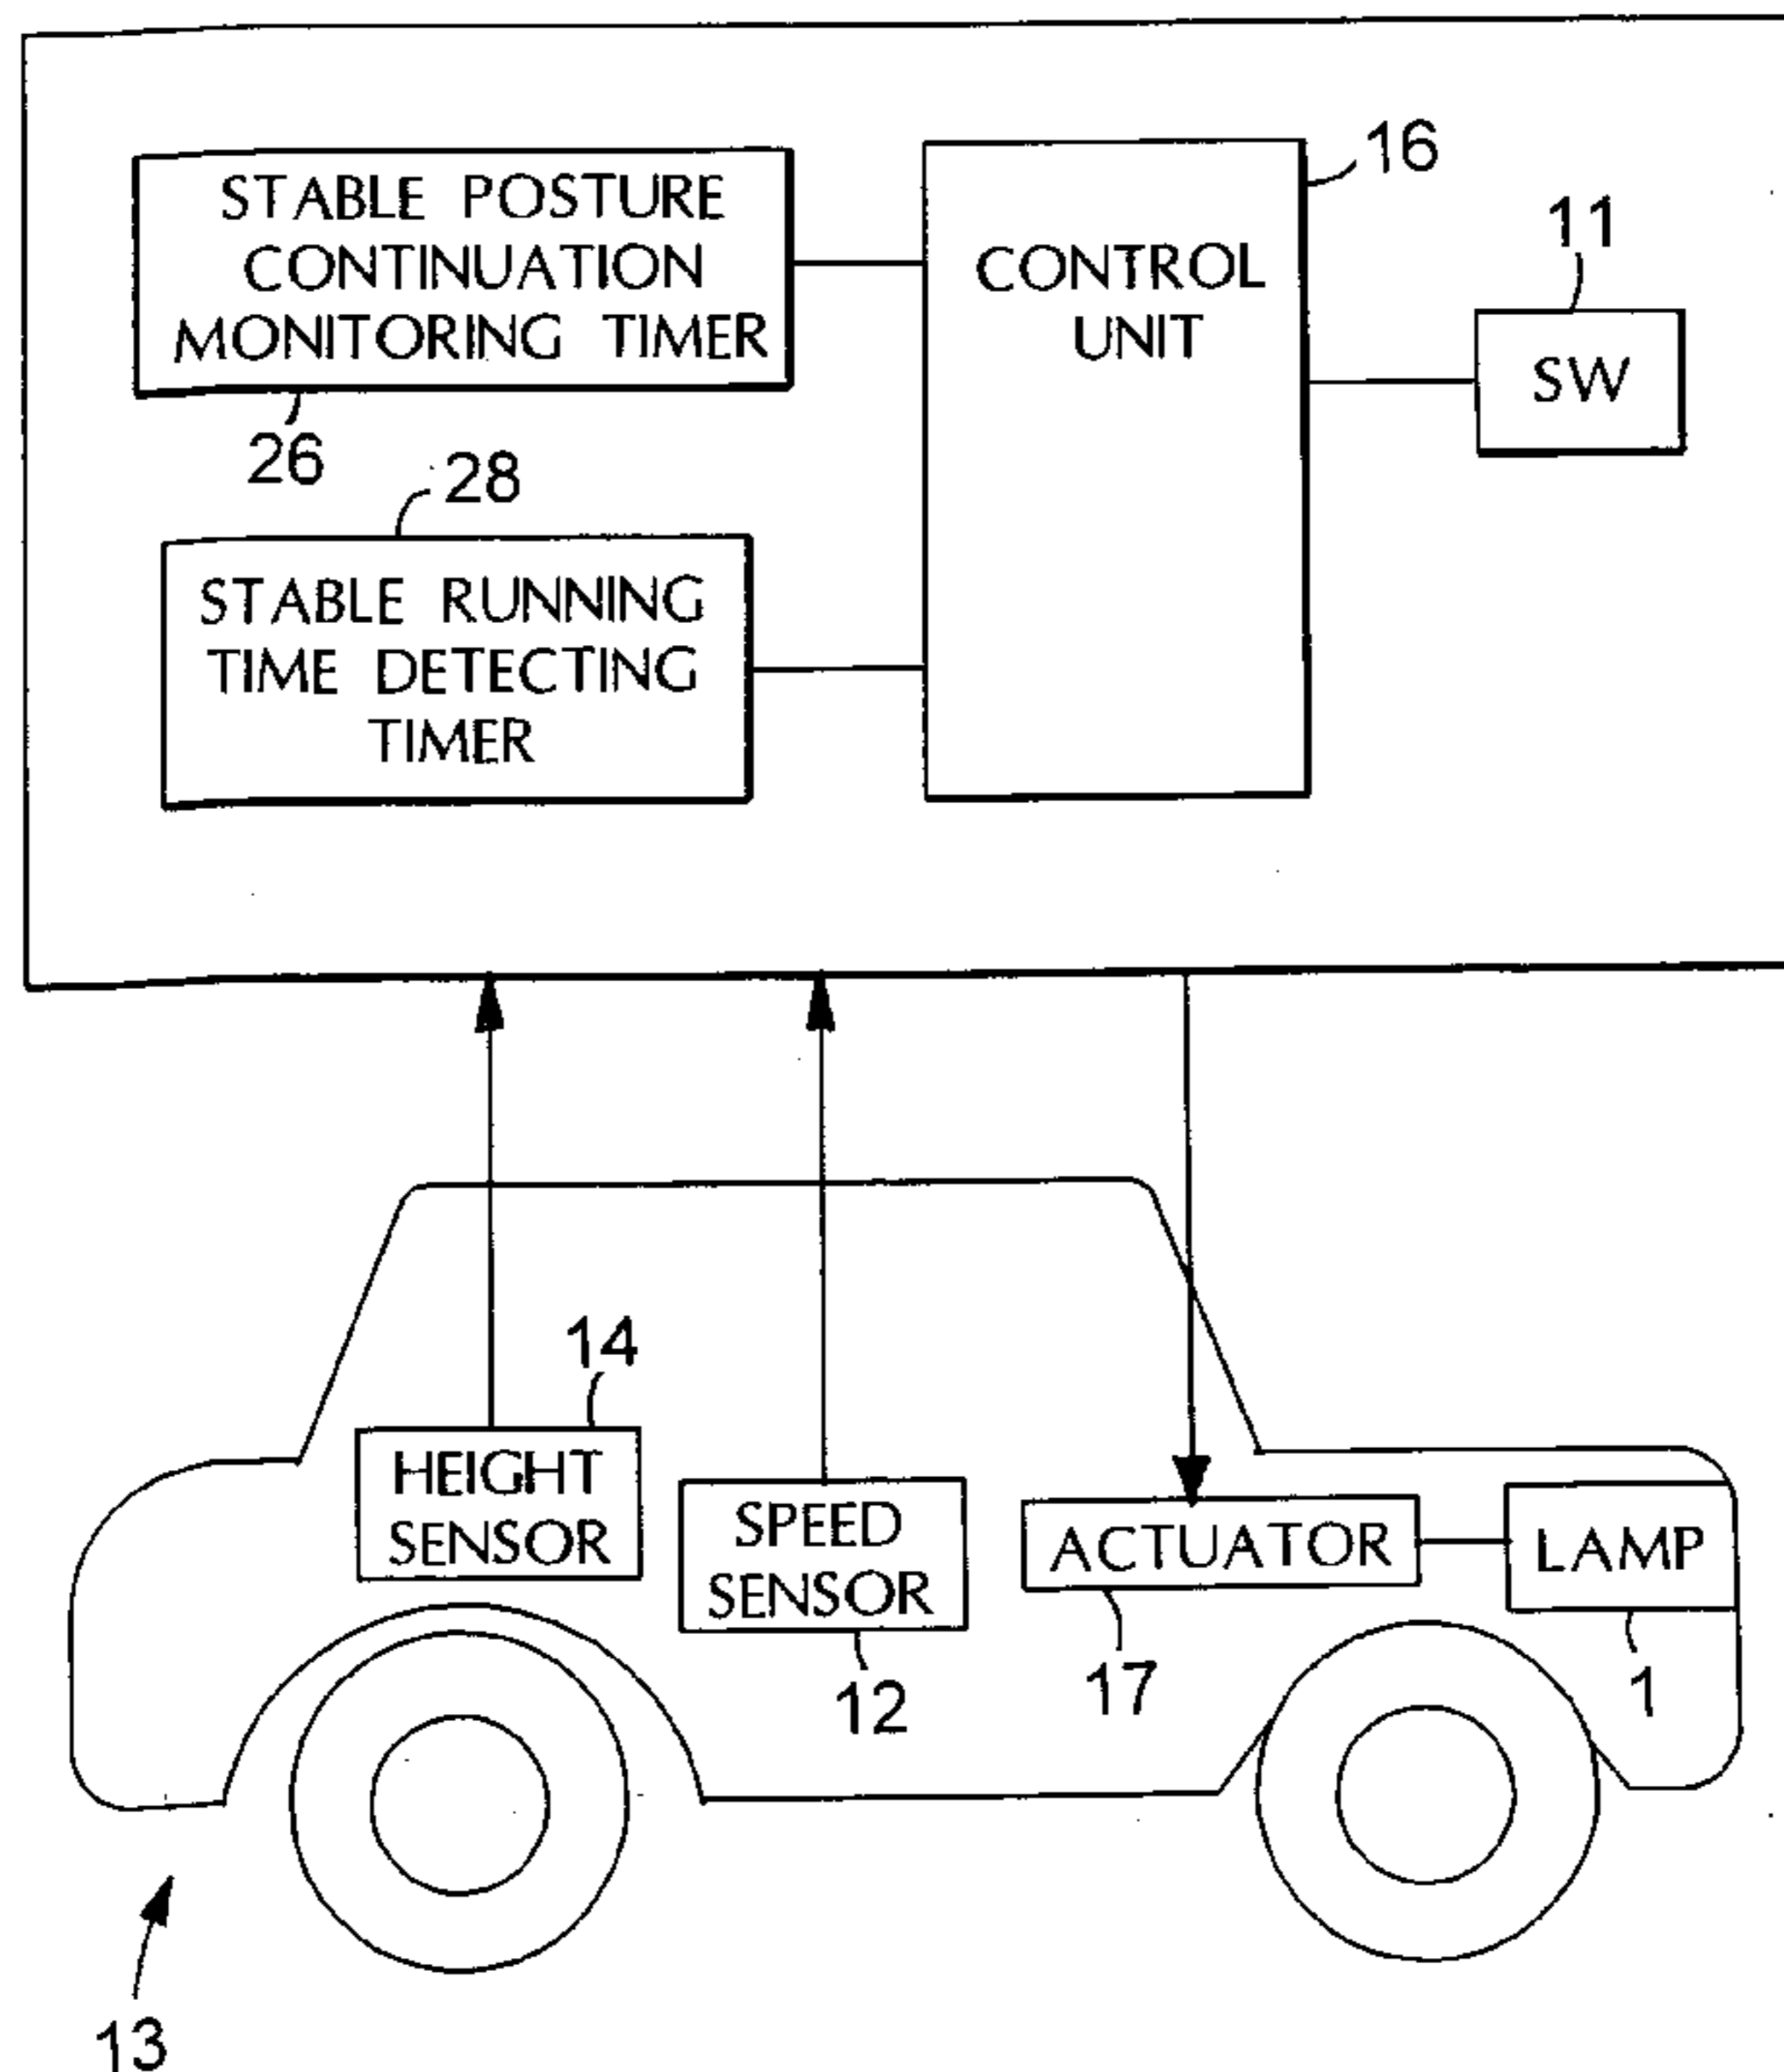 16
STABLE POSTURE
CONTINUATION
MONITORING TIMER
CONTROL
UNIT
11
SW
26
28
STABLE RUNNING
TIME DETECTING
TIMER
14
HEIGHT
SENSOR
SPEED
SENSOR
ACTUATOR
LAMP
12
17
1
13